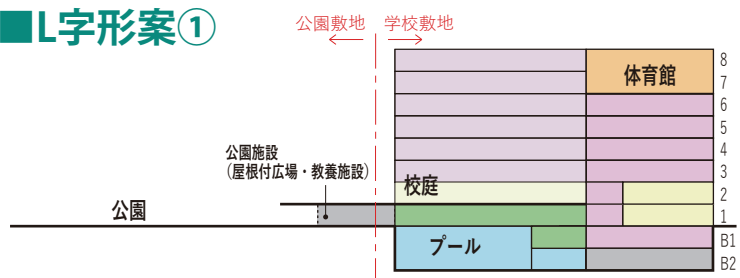 ■L字形案①
公園敷地
学校敷地
8
体育館
7
6
5
4
公園施設
（屋根付広場・教養施設）
3
校庭
2
公園
1
プール
B1
B2